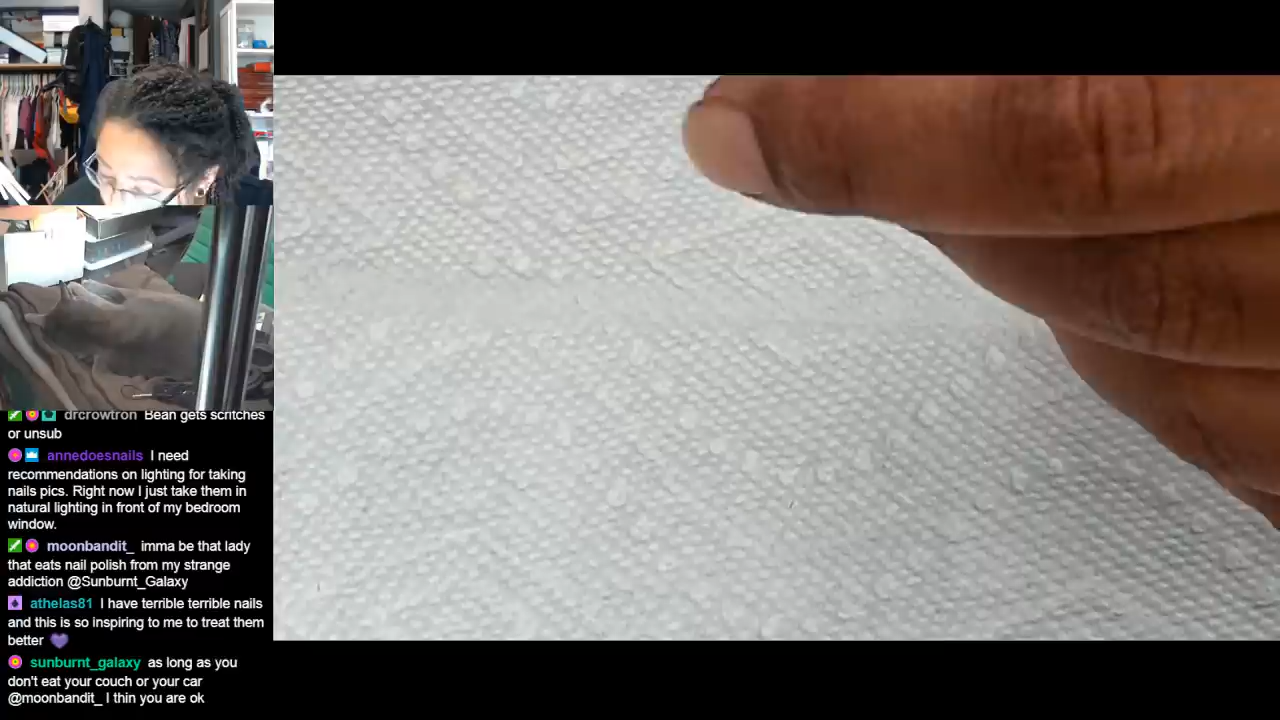 drcrowtron Bean gets scritches
or unsub
annedoesnails I need
recommendations on lighting for taking
nails pics. Right now I just take them in
natural lighting in front of my bedroom
window.
moonbandit_ imma be that lady
that eats nail polish from my strange
addiction @Sunburnt_Galaxy
athelas81 I have terrible terrible nails
and this is so inspiring to me to treat them
better
sunburnt_galaxy as long as you
don't eat your couch or your car
@moonbandit_ I thin you are ok